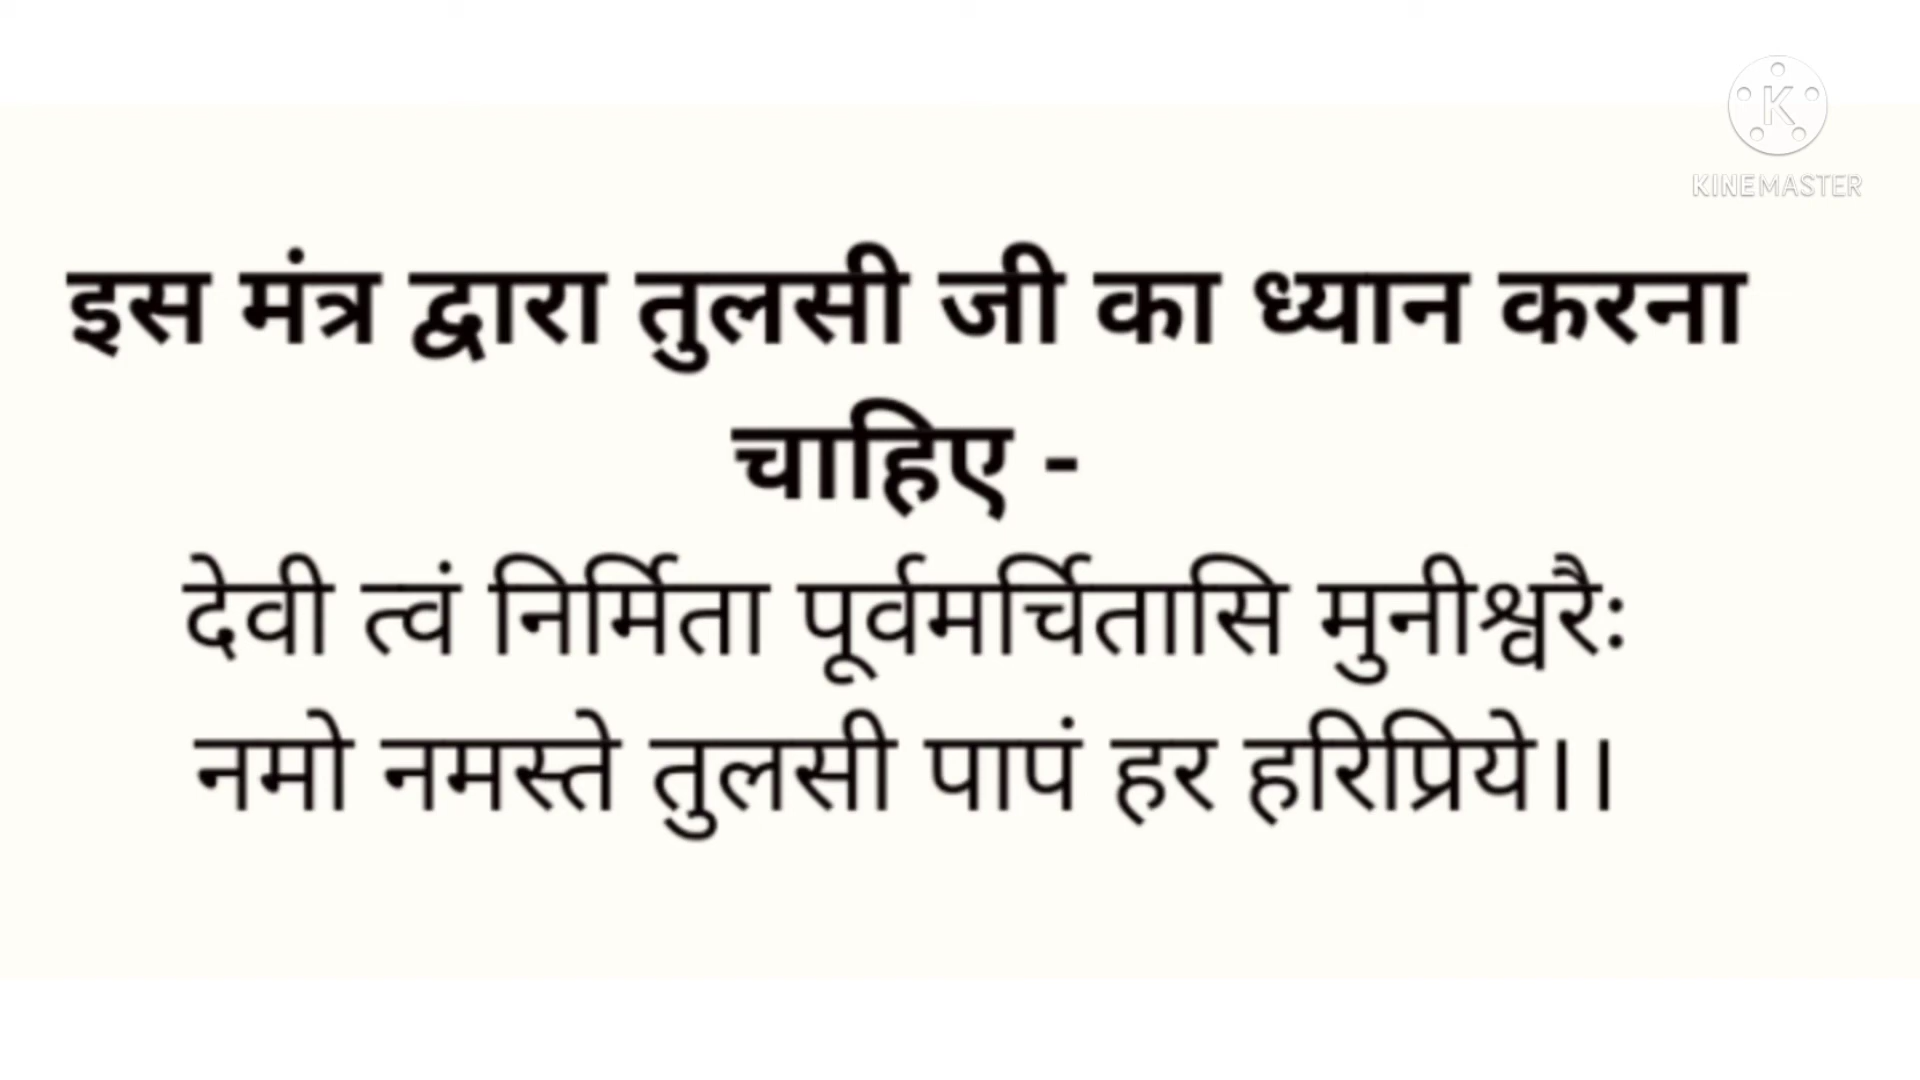 KINEMASTER
इस मंत्र द्वारा तुलसी जी का ध्यान करना
चाहिए -
देवी त्वं निर्मिता पूर्वमर्चितासि मुनीश्वरैः
नमो नमस्ते तुलसी पापं हर हरिप्रिये।।